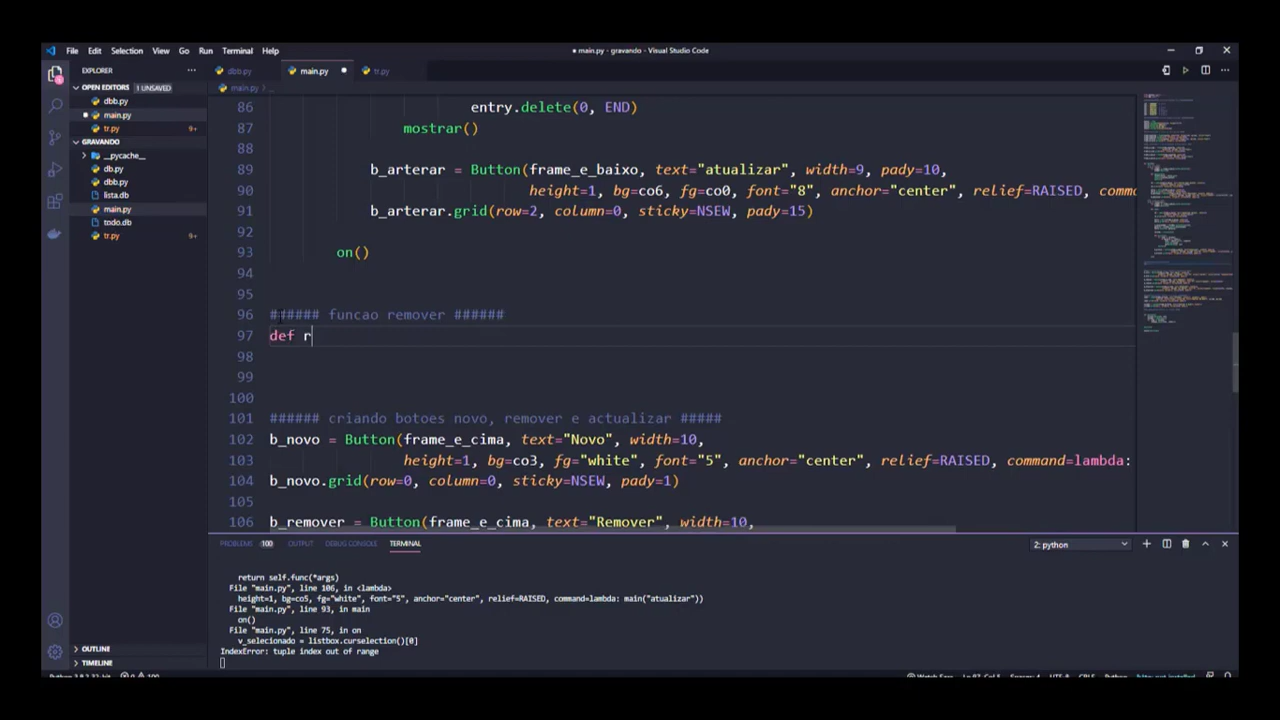 File Edit Selection View Go Run Terminal Help
● main.py - gravando - Visual Studio Code
EXPLORER
OPEN EDITORS 1 UNSAVED
dbb.py
main.py
tr.py 9+
GRAVANDO
__pycache__
db.py
dbb.py
lista.db
main.py
todo.db
tr.py 9+
OUTLINE
TIMELINE
dbb.py main.py tr.py
main.py > ...
86 entry.delete(0, END)
87 mostrar()
88
89 b_arterar = Button(frame_e_baixo, text="atualizar", width=9, pady=10,
90 height=1, bg=co6, fg=co0, font="8", anchor="center", relief=RAISED, comm
91 b_arterar.grid(row=2, column=0, sticky=NSEW, pady=15)
92
93 on()
94
95
96 ###### funcao remover ######
97 def r
98
99
100
101 ###### criando botoes novo, remover e actualizar #####
102 b_novo = Button(frame_e_cima, text="Novo", width=10,
103 height=1, bg=co3, fg="white", font="5", anchor="center", relief=RAISED, command=lambda:
104 b_novo.grid(row=0, column=0, sticky=NSEW, pady=1)
105
106 b_remover = Button(frame_e_cima, text="Remover", width=10,
PROBLEMS 100 OUTPUT DEBUG CONSOLE TERMINAL 2: python
return self.func(*args)
File "main.py", line 106, in <lambda>
height=1, bg=co5, fg="white", font="5", anchor="center", relief=RAISED, command=lambda: main("atualizar"))
File "main.py", line 93, in main
on()
File "main.py", line 75, in on
v_selecionado = listbox.curselection()[0]
IndexError: tuple index out of range